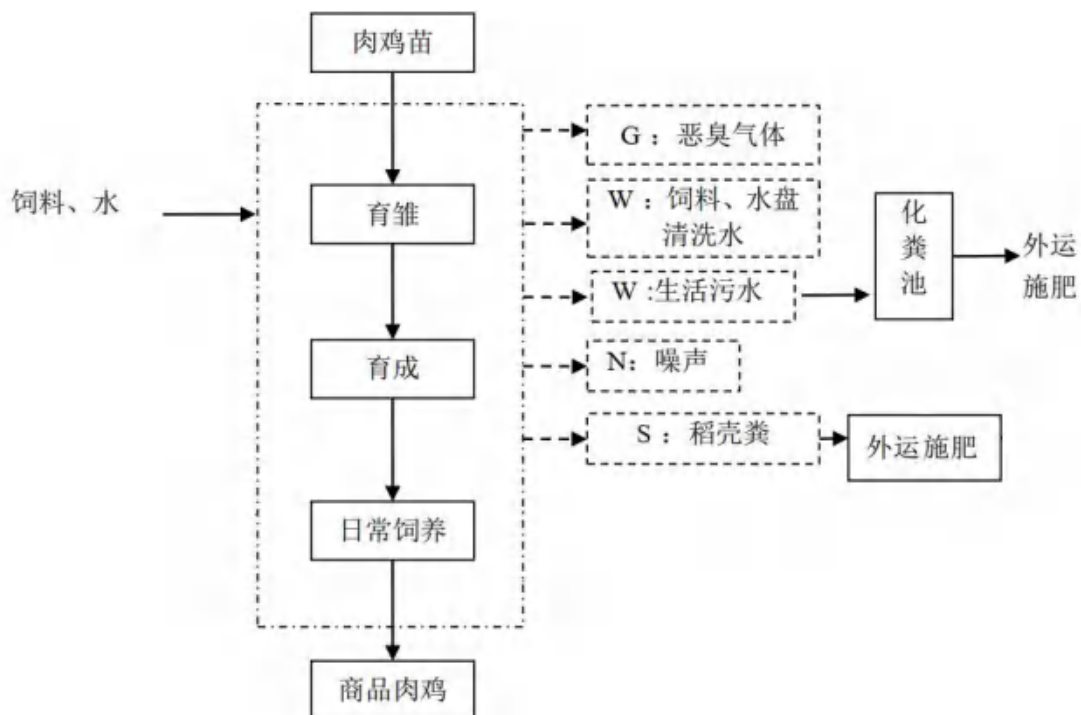 肉鸡苗
饲料、水
育雏
育成
日常饲养
商品肉鸡
G：恶臭气体
W：饲料、水盘
清洗水
W :生活污水
N：噪声
S：稻壳粪
化
粪
池
外运
施肥
外运施肥